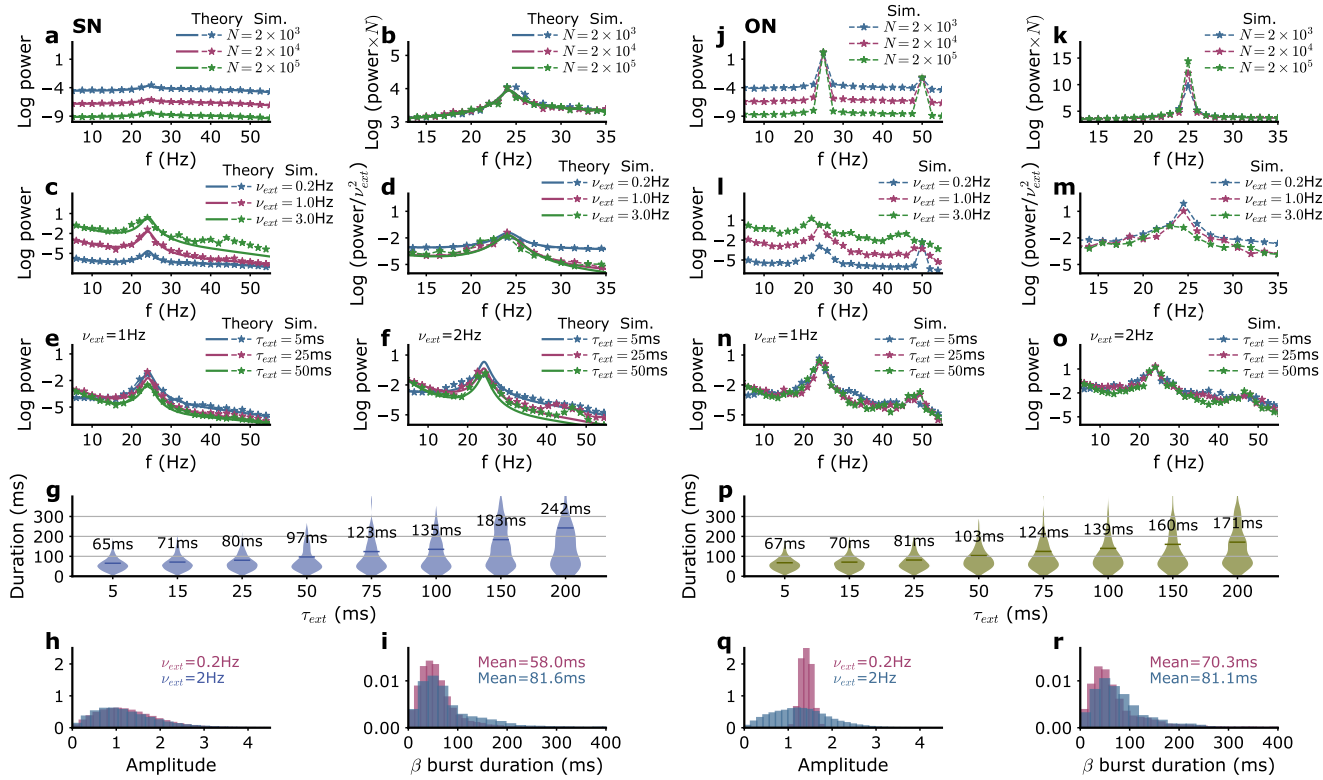 a SN Theory Sim.
N = 2 × 10³
N = 2 × 10⁴
N = 2 × 10⁵
Log power
1
−4
−9
10 20 30 40 50
f (Hz)
b Theory Sim.
N = 2 × 10³
N = 2 × 10⁴
N = 2 × 10⁵
Log (power×N)
5
4
3
15 20 25 30 35
f (Hz)
j ON Sim.
N = 2 × 10³
N = 2 × 10⁴
N = 2 × 10⁵
Log power
1
−4
−9
10 20 30 40 50
f (Hz)
k Sim.
N = 2 × 10³
N = 2 × 10⁴
N = 2 × 10⁵
Log (power×N)
15
10
5
15 20 25 30 35
f (Hz)
c Theory Sim.
ν_ext = 0.2Hz
ν_ext = 1.0Hz
ν_ext = 3.0Hz
Log power
1
−2
−5
10 20 30 40 50
f (Hz)
d Theory Sim.
ν_ext = 0.2Hz
ν_ext = 1.0Hz
ν_ext = 3.0Hz
Log (power/ν²_ext)
1
−2
−5
15 20 25 30 35
f (Hz)
l Sim.
ν_ext = 0.2Hz
ν_ext = 1.0Hz
ν_ext = 3.0Hz
Log power
1
−2
−5
10 20 30 40 50
f (Hz)
m Sim.
ν_ext = 0.2Hz
ν_ext = 1.0Hz
ν_ext = 3.0Hz
Log (power/ν²_ext)
1
−2
−5
15 20 25 30 35
f (Hz)
e ν_ext=1Hz Theory Sim.
τ_ext = 5ms
τ_ext = 25ms
τ_ext = 50ms
Log power
1
−2
−5
10 20 30 40 50
f (Hz)
f ν_ext=2Hz Theory Sim.
τ_ext = 5ms
τ_ext = 25ms
τ_ext = 50ms
Log power
1
−2
−5
10 20 30 40 50
f (Hz)
n ν_ext=1Hz Sim.
τ_ext = 5ms
τ_ext = 25ms
τ_ext = 50ms
Log power
1
−2
−5
10 20 30 40 50
f (Hz)
o ν_ext=2Hz Sim.
τ_ext = 5ms
τ_ext = 25ms
τ_ext = 50ms
Log power
1
−2
−5
10 20 30 40 50
f (Hz)
g
Duration (ms)
300
200
100
0
65ms 71ms 80ms 97ms 123ms 135ms 183ms 242ms
5 15 25 50 75 100 150 200
τ_ext (ms)
p
Duration (ms)
300
200
100
0
67ms 70ms 81ms 103ms 124ms 139ms 160ms 171ms
5 15 25 50 75 100 150 200
τ_ext (ms)
h
ν_ext=0.2Hz
ν_ext=2Hz
2
1
0
0 1 2 3 4
Amplitude
i
Mean=58.0ms
Mean=81.6ms
0.01
0.00
0 100 200 300 400
β burst duration (ms)
q
ν_ext=0.2Hz
ν_ext=2Hz
2
1
0
0 1 2 3 4
Amplitude
r
Mean=70.3ms
Mean=81.1ms
0.01
0.00
0 100 200 300 400
β burst duration (ms)